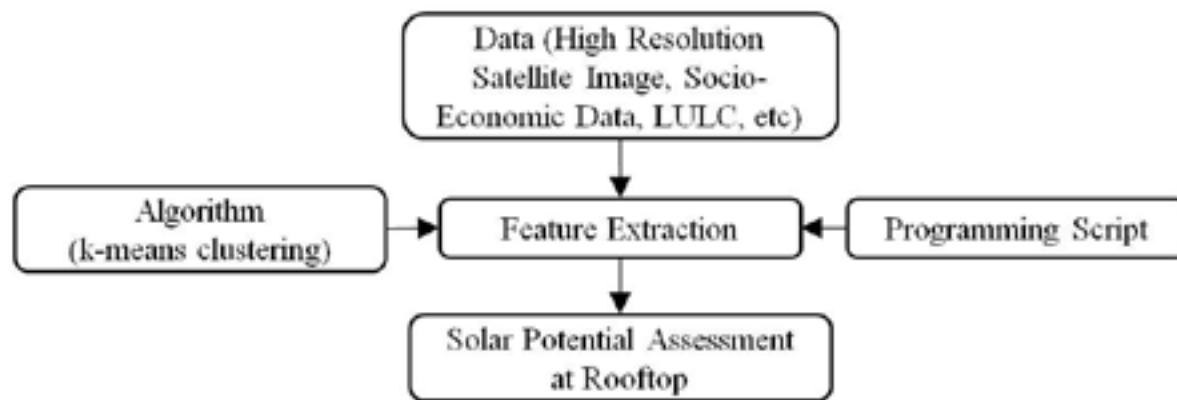 Data (High Resolution
Satellite Image, Socio-
Economic Data, LULC, etc)
Algorithm
(k-means clustering)
Feature Extraction
Programming Script
Solar Potential Assessment
at Rooftop